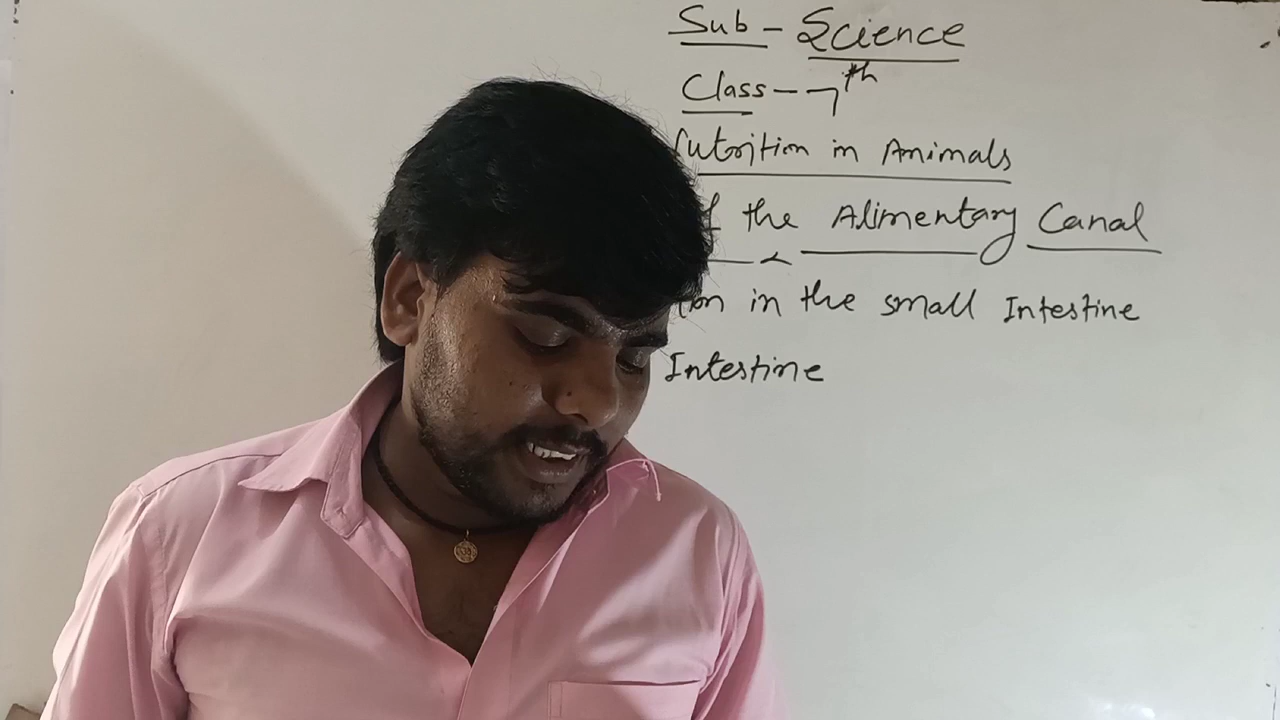 Sub - Science
Class - 7th
Nutrition in Animals
the Alimentary Canal
in the small Intestine
Intestine